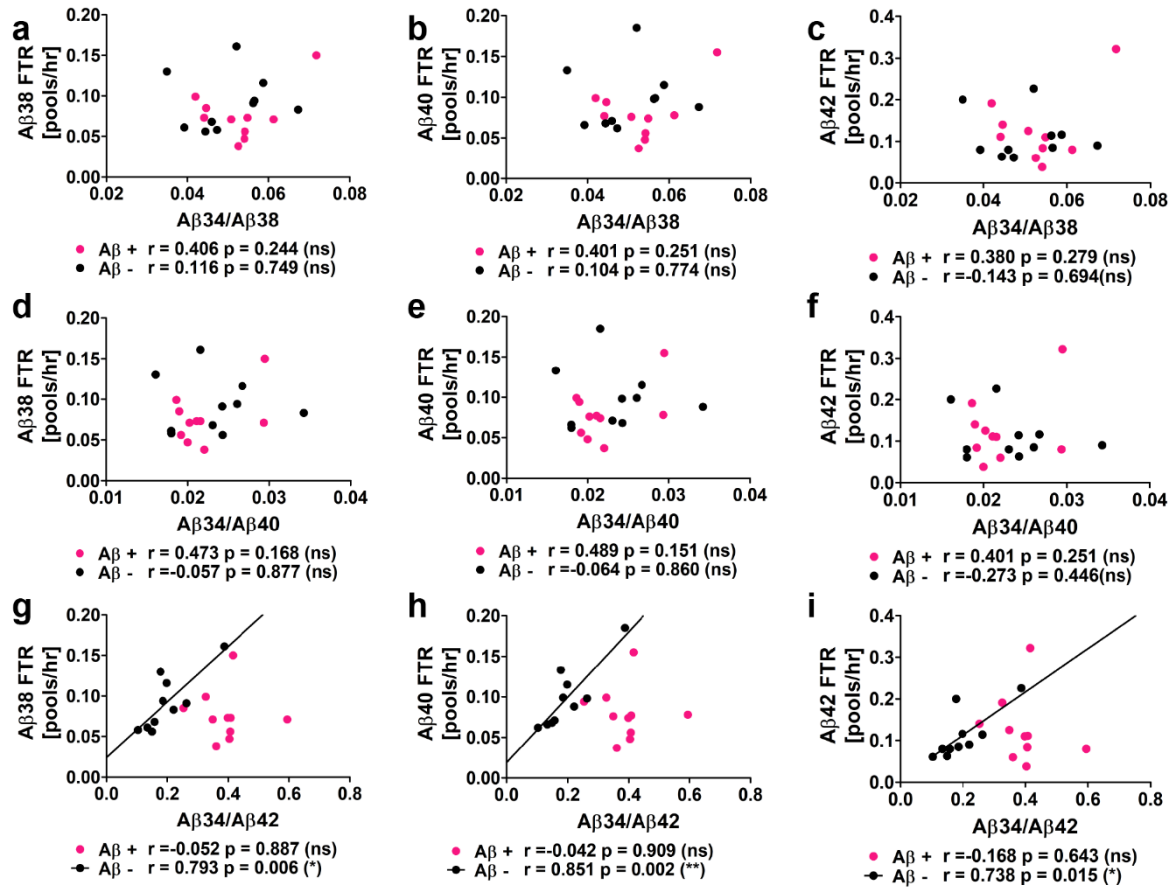 a
Aβ38 FTR
[pools/hr]
0.20
0.15
0.10
0.05
0.00
0.02
0.04
0.06
0.08
Aβ34/Aβ38
Aβ + r = 0.406 p = 0.244 (ns)
Aβ - r = 0.116 p = 0.749 (ns)
b
Aβ40 FTR
[pools/hr]
0.20
0.15
0.10
0.05
0.00
0.02
0.04
0.06
0.08
Aβ34/Aβ38
Aβ + r = 0.401 p = 0.251 (ns)
Aβ - r = 0.104 p = 0.774 (ns)
c
Aβ42 FTR
[pools/hr]
0.4
0.3
0.2
0.1
0.0
0.02
0.04
0.06
0.08
Aβ34/Aβ38
Aβ + r = 0.380 p = 0.279 (ns)
Aβ - r =-0.143 p = 0.694(ns)
d
Aβ38 FTR
[pools/hr]
0.20
0.15
0.10
0.05
0.00
0.01
0.02
0.03
0.04
Aβ34/Aβ40
Aβ + r = 0.473 p = 0.168 (ns)
Aβ - r =-0.057 p = 0.877 (ns)
e
Aβ40 FTR
[pools/hr]
0.20
0.15
0.10
0.05
0.00
0.01
0.02
0.03
0.04
Aβ34/Aβ40
Aβ + r = 0.489 p = 0.151 (ns)
Aβ - r =-0.064 p = 0.860 (ns)
f
Aβ42 FTR
[pools/hr]
0.4
0.3
0.2
0.1
0.0
0.01
0.02
0.03
0.04
Aβ34/Aβ40
Aβ + r = 0.401 p = 0.251 (ns)
Aβ - r =-0.273 p = 0.446(ns)
g
Aβ38 FTR
[pools/hr]
0.20
0.15
0.10
0.05
0.00
0.0
0.2
0.4
0.6
0.8
Aβ34/Aβ42
Aβ + r =-0.052 p = 0.887 (ns)
Aβ - r = 0.793 p = 0.006 (*)
h
Aβ40 FTR
[pools/hr]
0.20
0.15
0.10
0.05
0.00
0.0
0.2
0.4
0.6
0.8
Aβ34/Aβ42
Aβ + r =-0.042 p = 0.909 (ns)
Aβ - r = 0.851 p = 0.002 (**)
i
Aβ42 FTR
[pools/hr]
0.4
0.3
0.2
0.1
0.0
0.0
0.2
0.4
0.6
0.8
Aβ34/Aβ42
Aβ + r =-0.168 p = 0.643 (ns)
Aβ - r = 0.738 p = 0.015 (*)